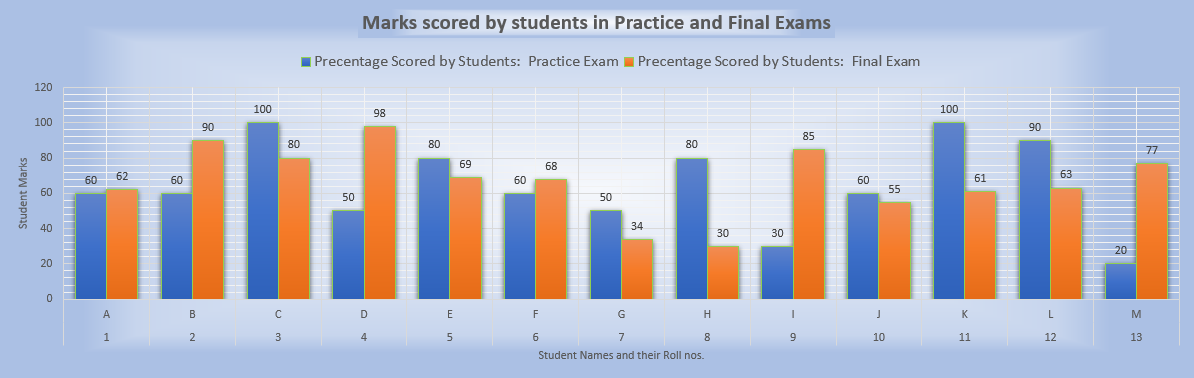 Marks scored by students in Practice and Final Exams
Precentage Scored by Students:  Practice Exam Precentage Scored by Students:  Final Exam
Student Marks
120
100
80
60
40
20
0
60 62 60 90 100 80 50 98 80 69 60 68 50 34 80 30 30 85 60 55 100 61 90 63 20 77
A B C D E F G H I J K L M
1 2 3 4 5 6 7 8 9 10 11 12 13
Student Names and their Roll nos.